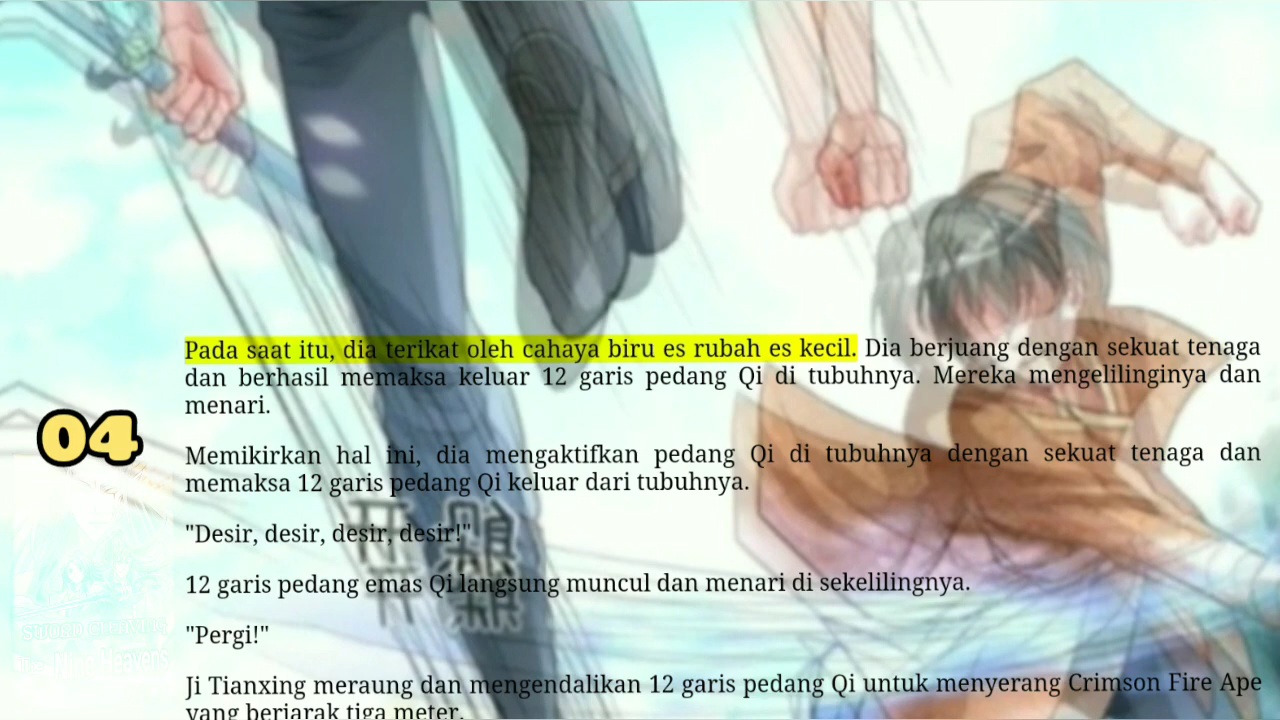 Pada saat itu, dia terikat oleh cahaya biru es rubah es kecil. Dia berjuang dengan sekuat tenaga
dan berhasil memaksa keluar 12 garis pedang Qi di tubuhnya. Mereka mengelilinginya dan
menari.
04
Memikirkan hal ini, dia mengaktifkan pedang Qi di tubuhnya dengan sekuat tenaga dan
memaksa 12 garis pedang Qi keluar dari tubuhnya.
"Desir, desir, desir, desir!"
12 garis pedang emas Qi langsung muncul dan menari di sekelilingnya.
"Pergi!"
Ji Tianxing meraung dan mengendalikan 12 garis pedang Qi untuk menyerang Crimson Fire Ape
yang berjarak tiga meter.